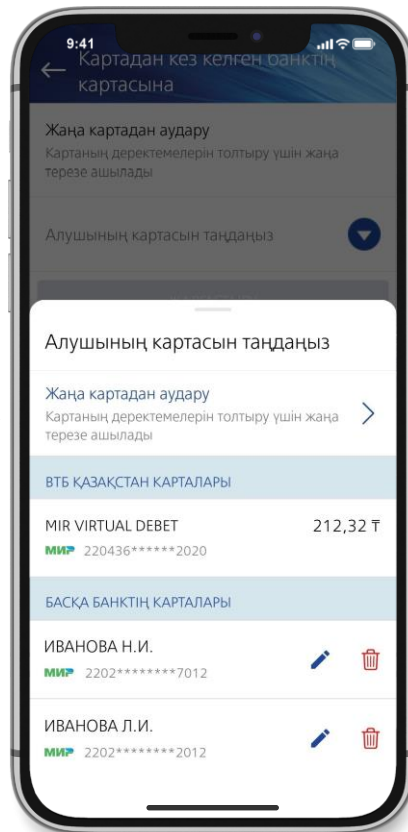 9:41
Картадан кез келген банктің
картасына
Жаңа картадан аудару
Картаның деректемелерін толтыру үшін жаңа
терезе ашылады
Алушының картасын таңдаңыз
Алушының картасын таңдаңыз
Жаңа картадан аудару
Картаның деректемелерін толтыру үшін жаңа
терезе ашылады
ВТБ ҚАЗАҚСТАН КАРТАЛАРЫ
MIR VIRTUAL DEBET 212,32 ₸
МИР 220436******2020
БАСҚА БАНКТІҢ КАРТАЛАРЫ
ИВАНОВА Н.И.
МИР 2202********7012
ИВАНОВА Л.И.
МИР 2202********2012